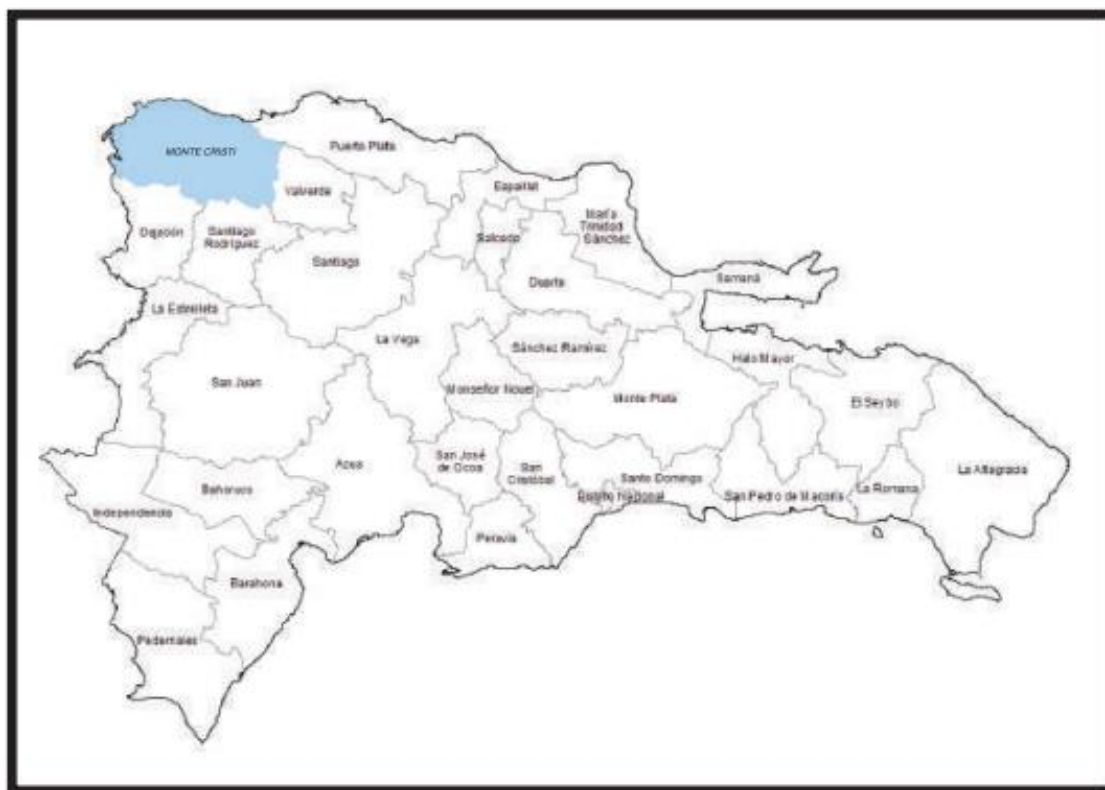 MONTE CRISTI
Puerto Plata
Valverde
Espaillat
María
Trinidad
Sánchez
Dajabón
Santiago
Rodríguez
Salcedo
Santiago
Duarte
Samaná
La Estrelleta
La Vega
Sánchez Ramírez
Hato Mayor
San Juan
Monseñor Nouel
Monte Plata
El Seybo
San José
de Ocoa
San
Cristóbal
Azua
La Altagracia
Santo Domingo
Bahoruco
La Romana
Distrito Nacional
San Pedro de Macorís
Independencia
Peravia
Barahona
Pedernales